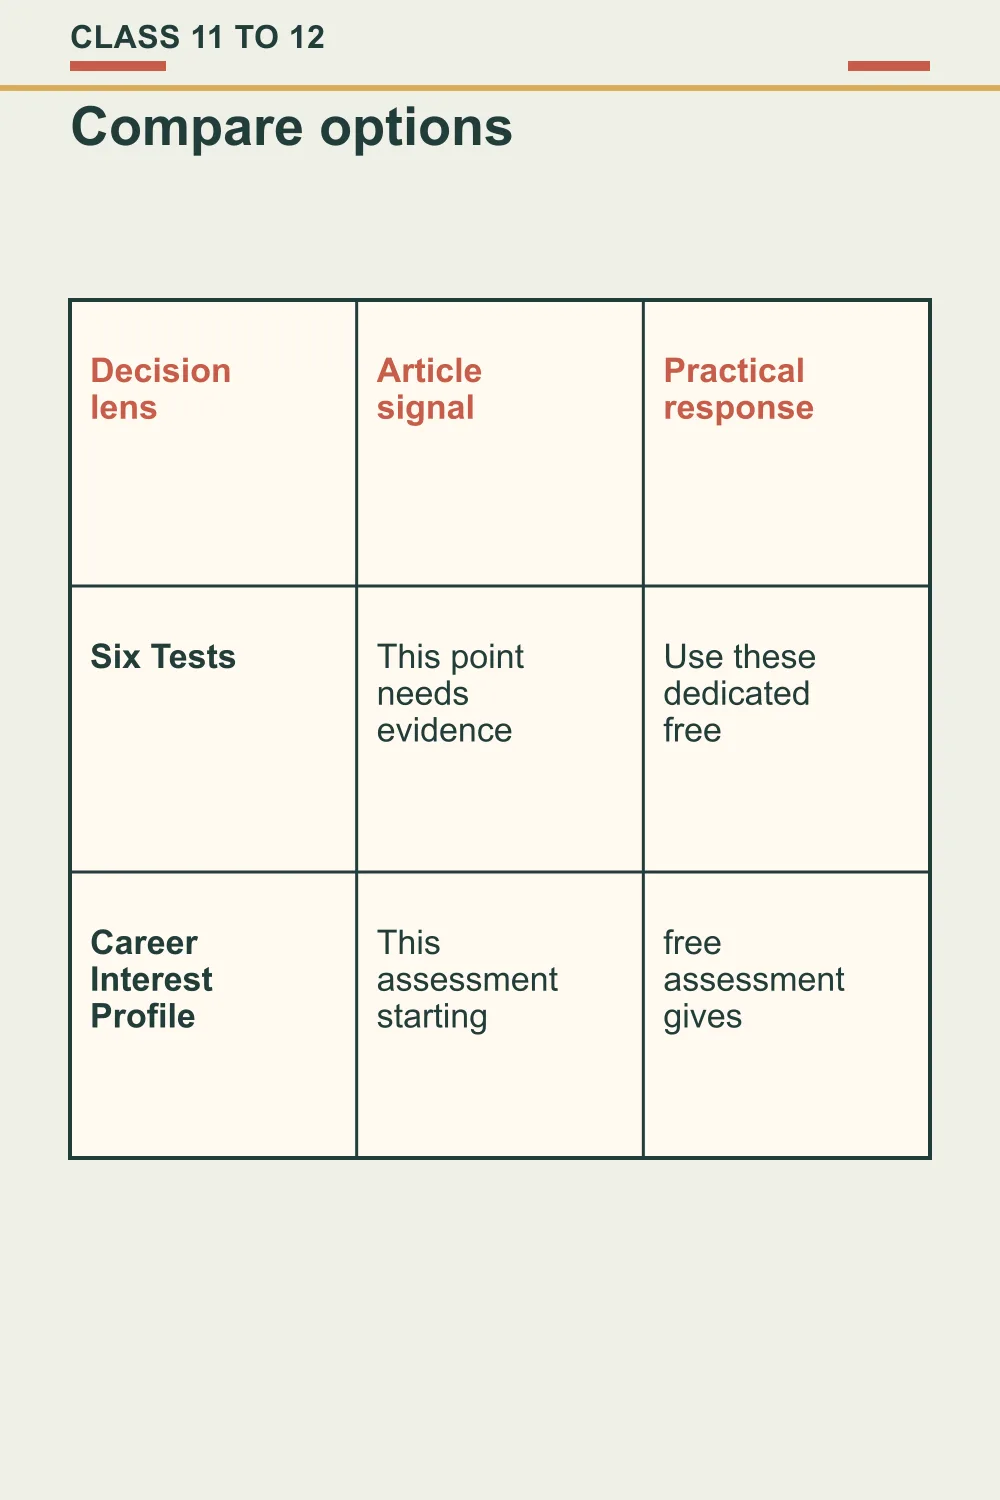 CLASS 11 TO 12
Compare options
Decision
lens
Article
signal
Practical
response
Six Tests
This point
needs
evidence
Use these
dedicated
free
Career
Interest
Profile
This
assessment
starting
free
assessment
gives